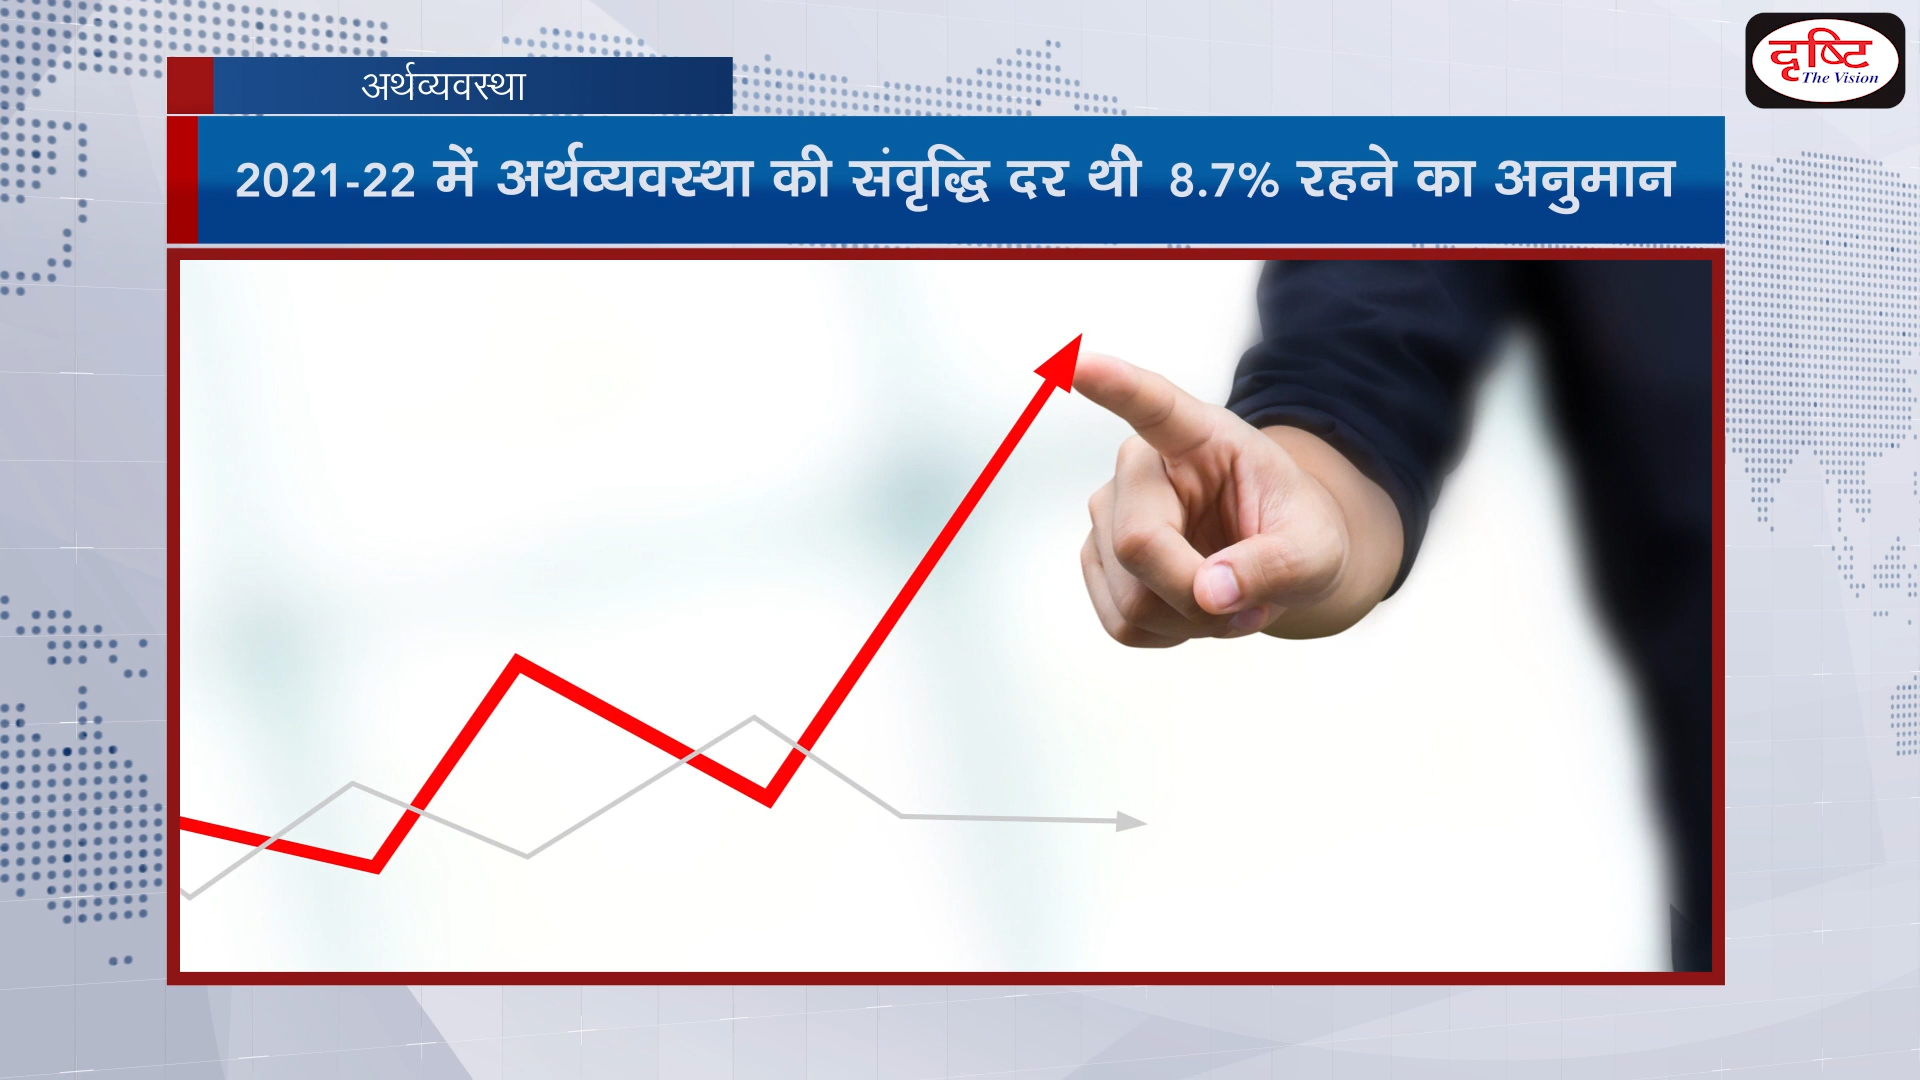 अर्थव्यवस्था
2021-22 में अर्थव्यवस्था की संवृद्धि दर थी 8.7% रहने का अनुमान
दृष्टि
The Vision